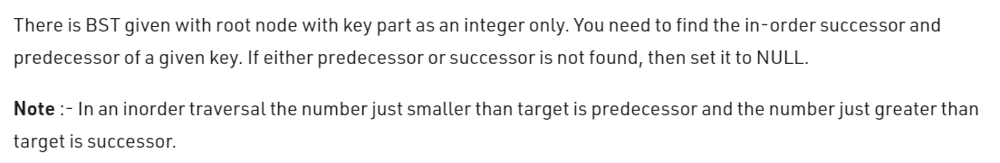 There is BST given with root node with key part as an integer only. You need to find the in-order successor and
predecessor of a given key. If either predecessor or successor is not found, then set it to NULL.
Note :- In an inorder traversal the number just smaller than target is predecessor and the number just greater than
target is successor.